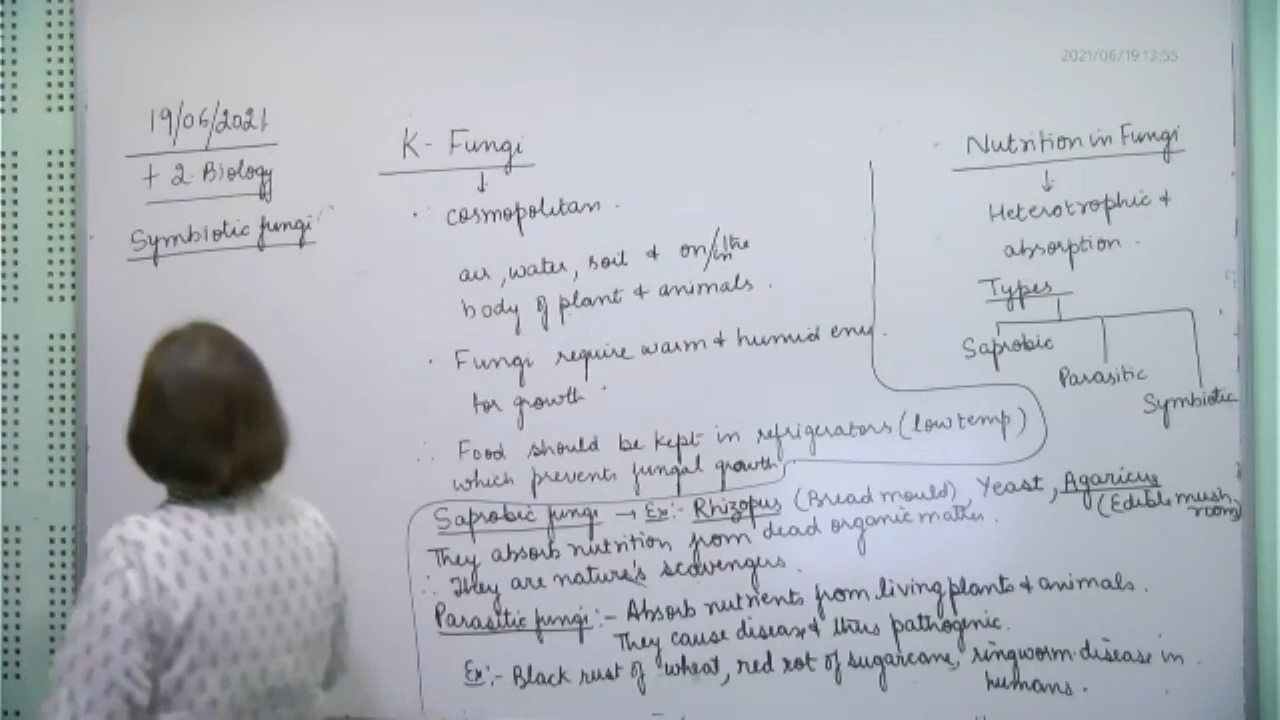 2021/06/19 13:55
19/06/2021
+ 2 Biology
Symbiotic fungi
K - Fungi
↓
· cosmopolitan .
air, water, soil & on/in the
body of plant & animals .
· Fungi require warm & humid env.
for growth .
∴ Food should be kept in refrigerators (low temp)
which prevents fungal growth
Nutrition in Fungi
↓
Heterotrophic &
absorption .
Types
Saprobic
Parasitic
Symbiotic
Saprobic fungi → Ex:- Rhizopus (Bread mould), Yeast, Agaricus
(Edible mush
room)
They absorb nutrition from dead organic matter .
∴ They are nature's scavengers .
Parasitic fungi :- Absorb nutrients from living plants & animals .
They cause disease & thus pathogenic .
Ex:- Black rust of wheat, red rot of sugarcane, ringworm disease in
humans .